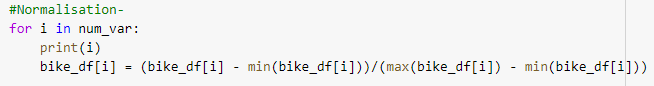 #Normalisation-
for i in num_var:
    print(i)
    bike_df[i] = (bike_df[i] - min(bike_df[i]))/(max(bike_df[i]) - min(bike_df[i]))